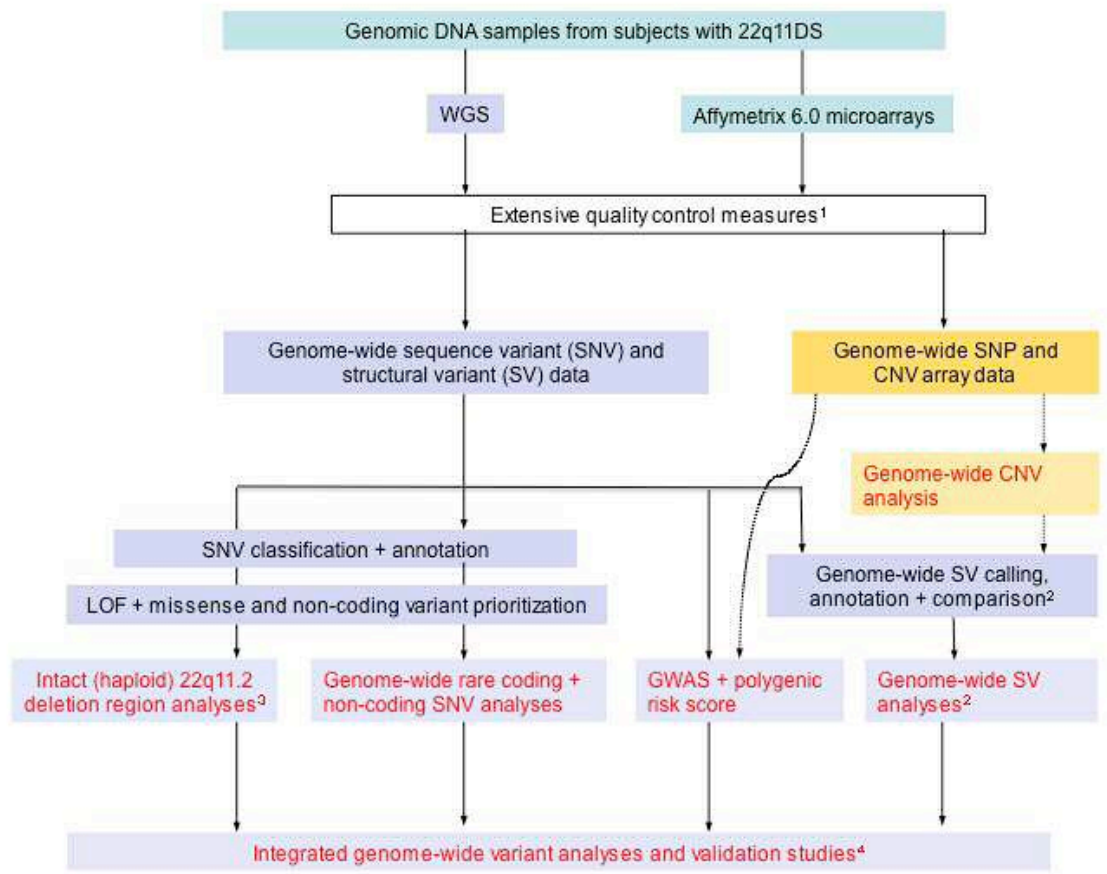 Genomic DNA samples from subjects with 22q11DS
WGS
Affymetrix 6.0 microarrays
Extensive quality control measures¹
Genome-wide sequence variant (SNV) and
structural variant (SV) data
Genome-wide SNP and
CNV array data
Genome-wide CNV
analysis
SNV classification + annotation
Genome-wide SV calling,
annotation + comparison²
LOF + missense and non-coding variant prioritization
Intact (haploid) 22q11.2
deletion region analyses³
Genome-wide rare coding +
non-coding SNV analyses
GWAS + polygenic
risk score
Genome-wide SV
analyses²
Integrated genome-wide variant analyses and validation studies⁴